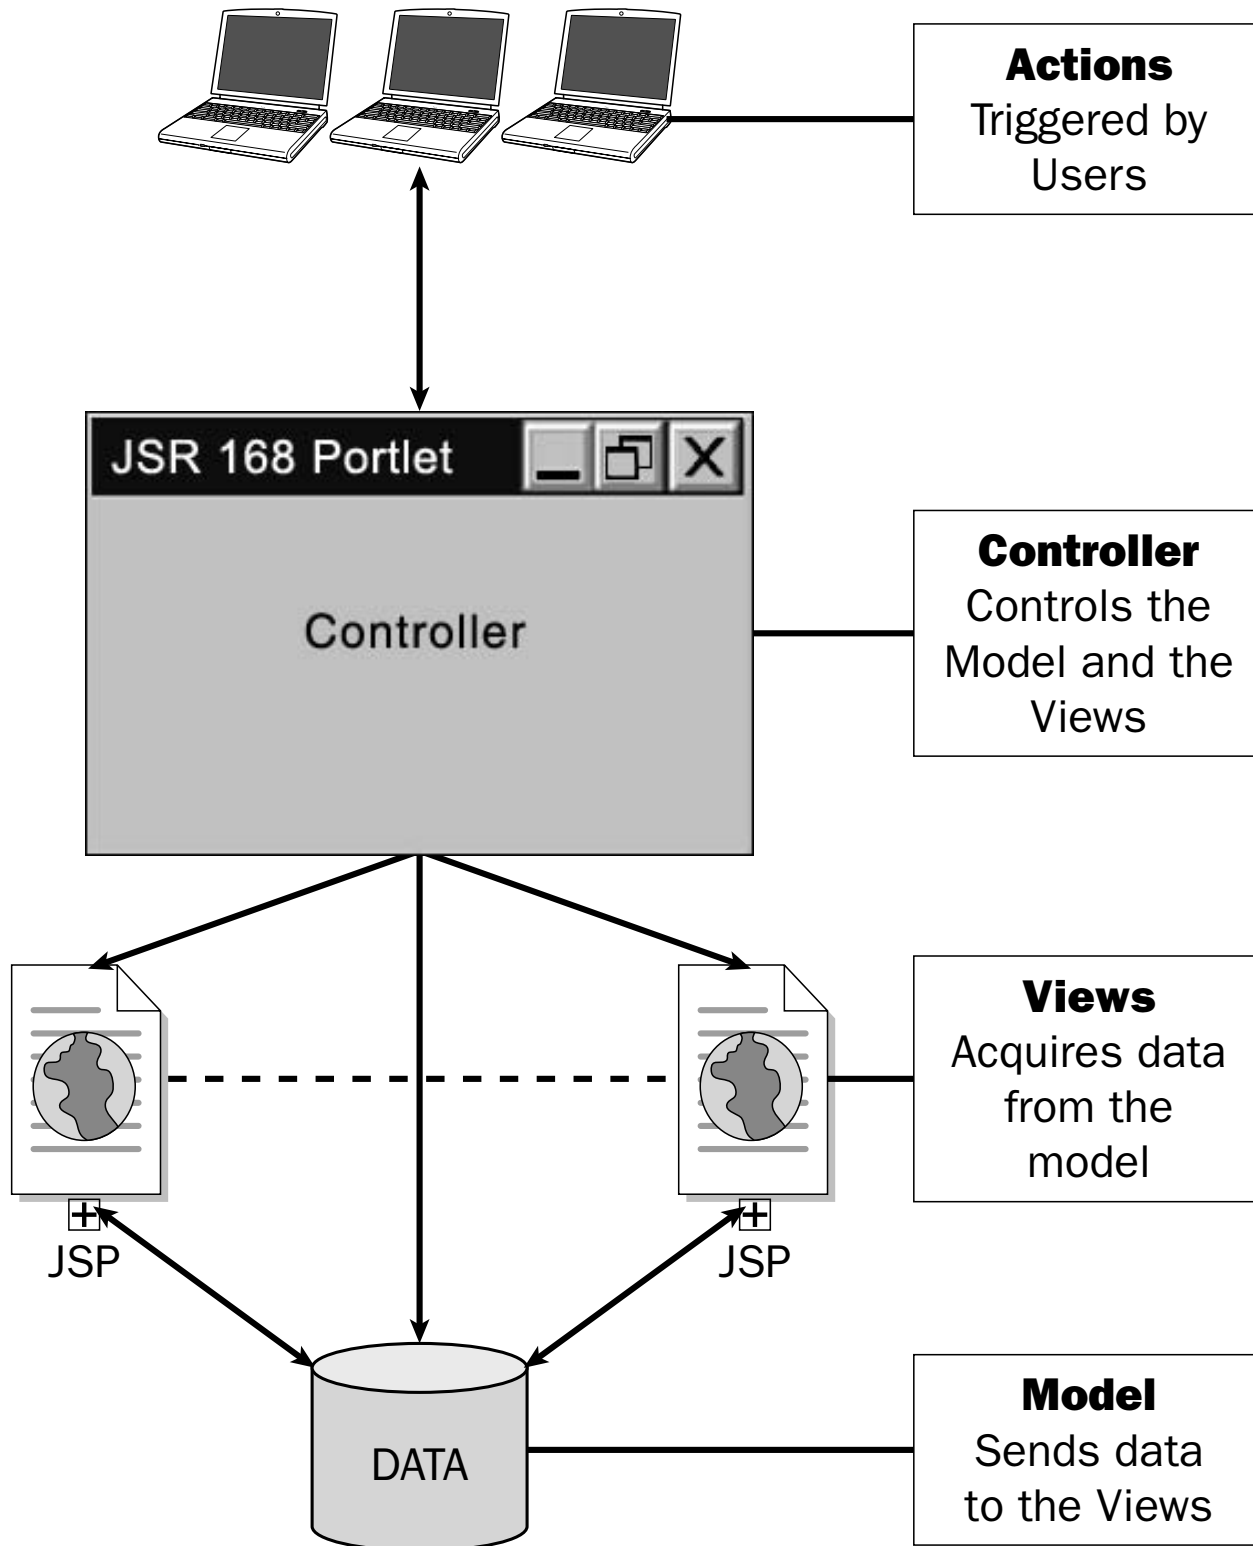 Actions
Triggered by
Users
JSR 168 Portlet
Controller
Controller
Controls the
Model and the
Views
Views
Acquires data
from the
model
JSP
JSP
DATA
Model
Sends data
to the Views